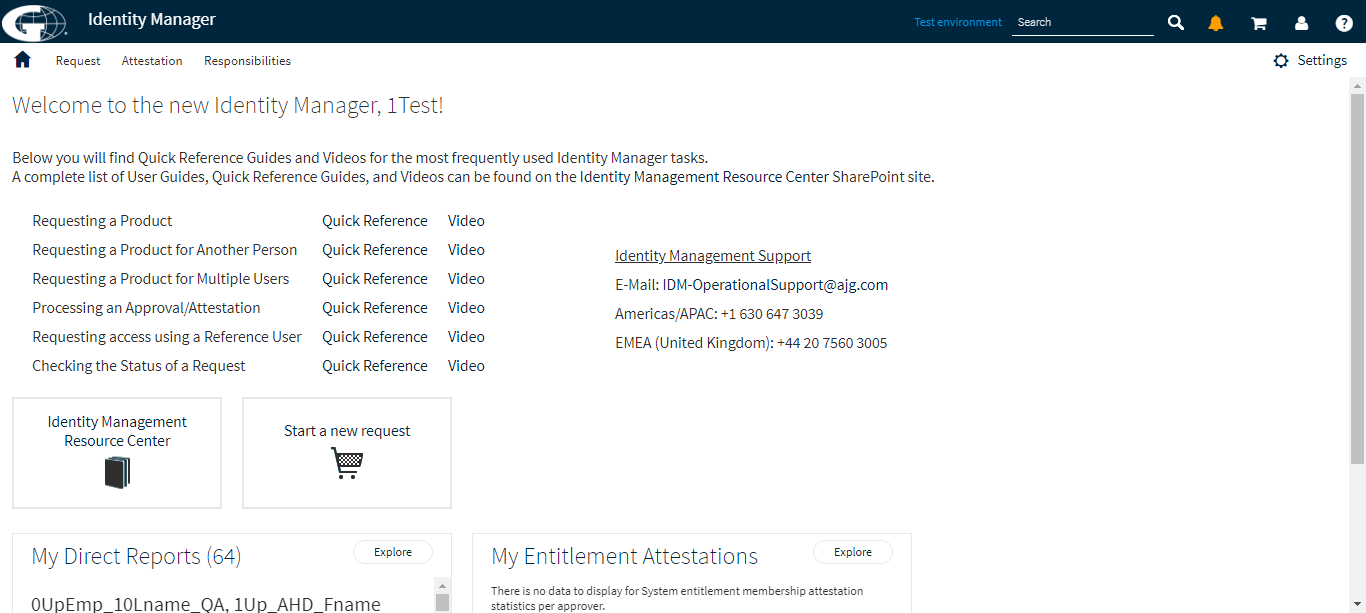 Identity Manager
Test environment
Search
Request Attestation Responsibilities
Settings
Welcome to the new Identity Manager, 1Test!
Below you will find Quick Reference Guides and Videos for the most frequently used Identity Manager tasks.
A complete list of User Guides, Quick Reference Guides, and Videos can be found on the Identity Management Resource Center SharePoint site.
Requesting a Product Quick Reference Video
Requesting a Product for Another Person Quick Reference Video
Requesting a Product for Multiple Users Quick Reference Video
Processing an Approval/Attestation Quick Reference Video
Requesting access using a Reference User Quick Reference Video
Checking the Status of a Request Quick Reference Video
Identity Management Support
E-Mail: IDM-OperationalSupport@ajg.com
Americas/APAC: +1 630 647 3039
EMEA (United Kingdom): +44 20 7560 3005
Identity Management
Resource Center
Start a new request
My Direct Reports (64)
Explore
0UpEmp_10Lname_QA, 1Up_AHD_Fname
My Entitlement Attestations
Explore
There is no data to display for System entitlement membership attestation
statistics per approver.